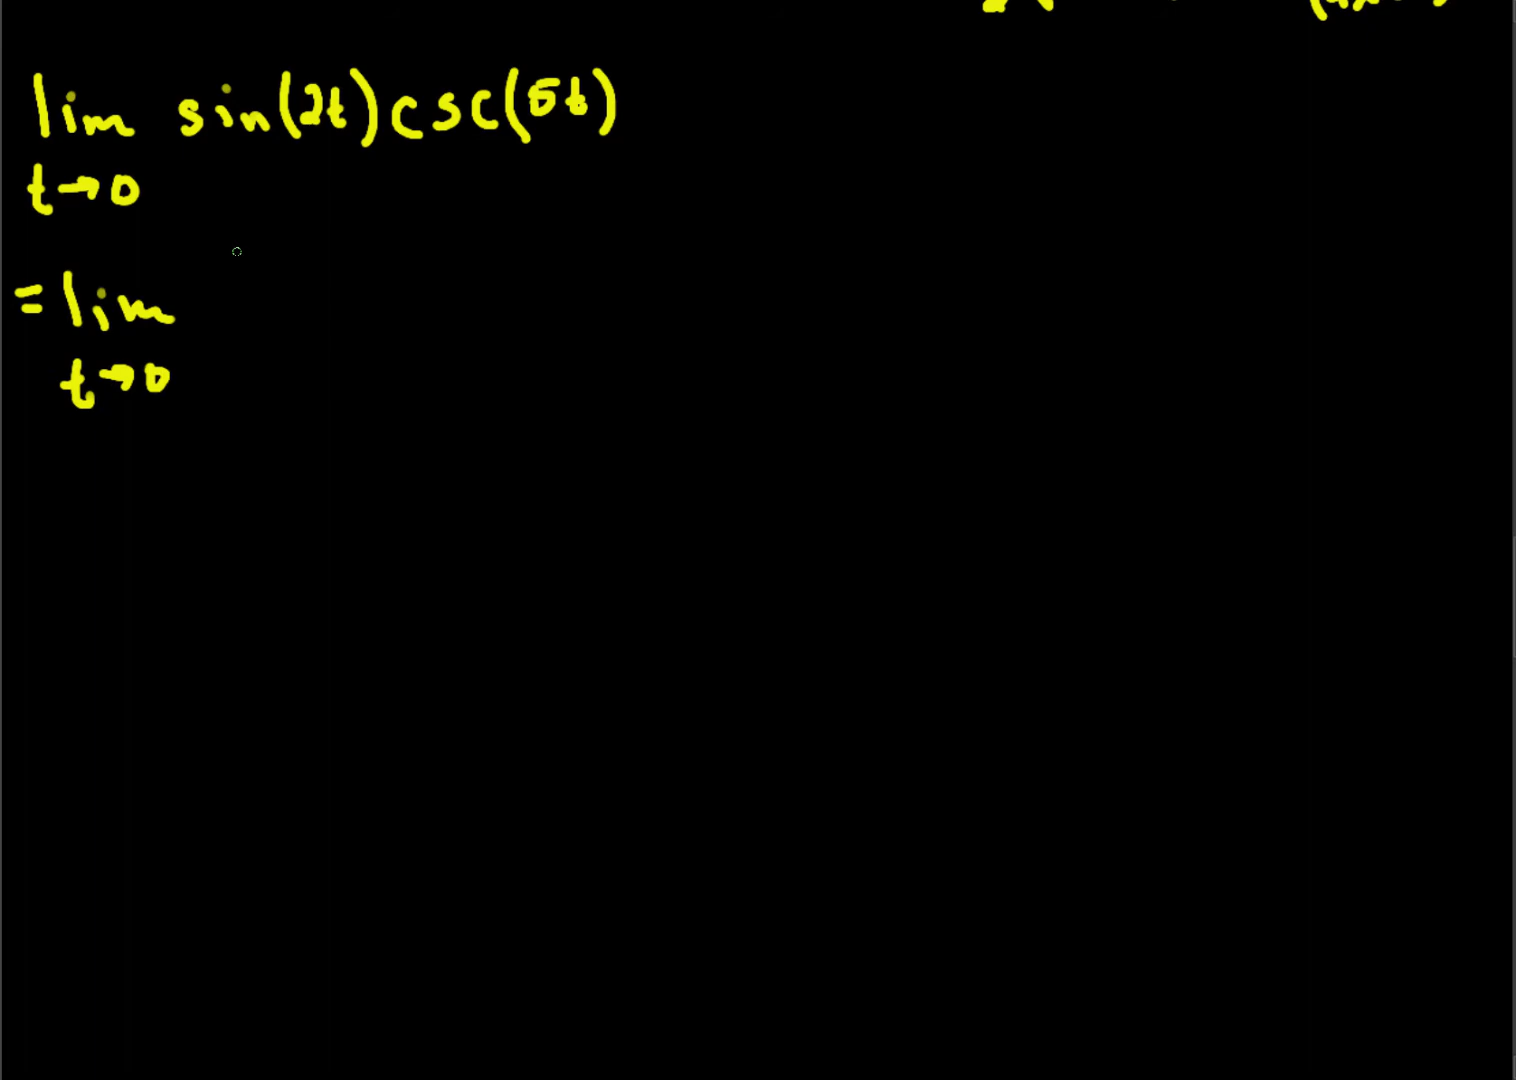 lim sin(2t)csc(5t)
t→0
= lim
t→0